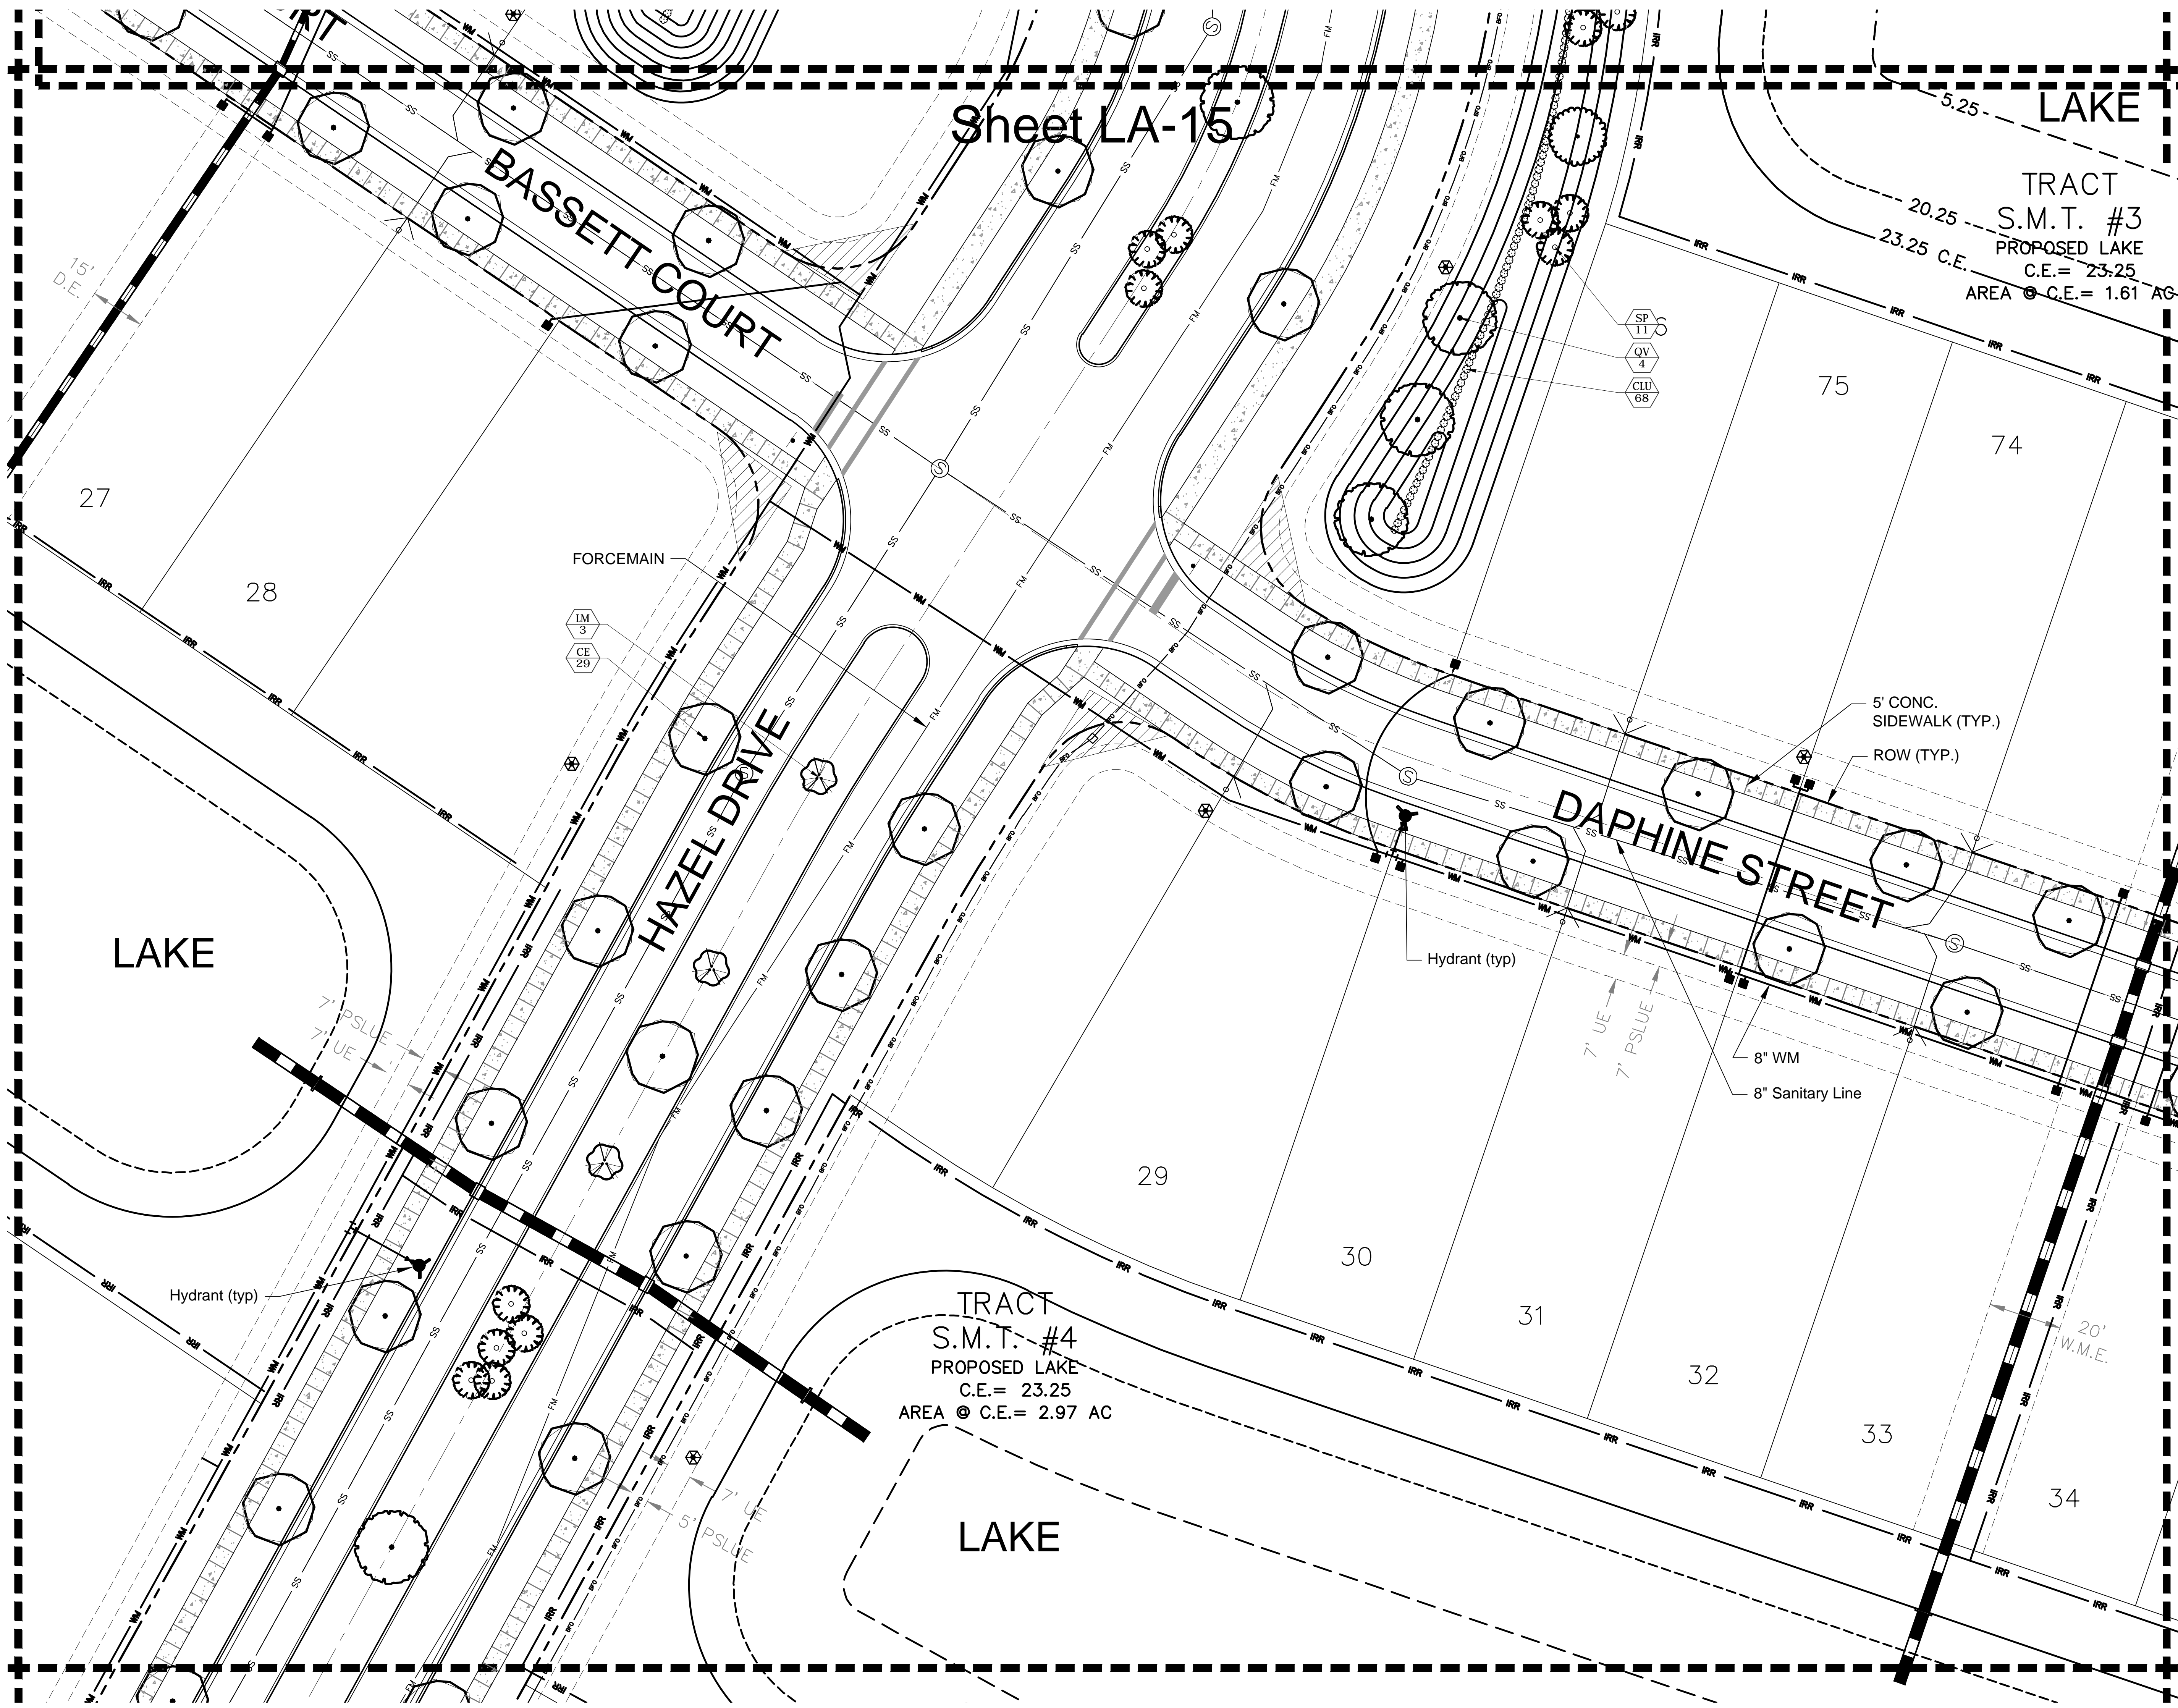 Sheet LA-15
LAKE
5.25
TRACT
S.M.T. #3
PROPOSED LAKE
C.E.= 23.25
AREA @ C.E.= 1.61 AC
20.25
23.25 C.E.
BASSETT COURT
15'
D.E.
SP
11
QV
4
CLU
68
75
74
27
28
FORCEMAIN
LM
3
CE
29
HAZEL DRIVE
5' CONC.
SIDEWALK (TYP.)
ROW (TYP.)
DAPHINE STREET
Hydrant (typ)
7' UE
7' PSLUE
8" WM
8" Sanitary Line
LAKE
7' PSLUE
7' UE
29
30
31
32
33
34
20'
W.M.E.
Hydrant (typ)
TRACT
S.M.T. #4
PROPOSED LAKE
C.E.= 23.25
AREA @ C.E.= 2.97 AC
7' UE
5' PSLUE
LAKE
SS
FM
WM
IRR